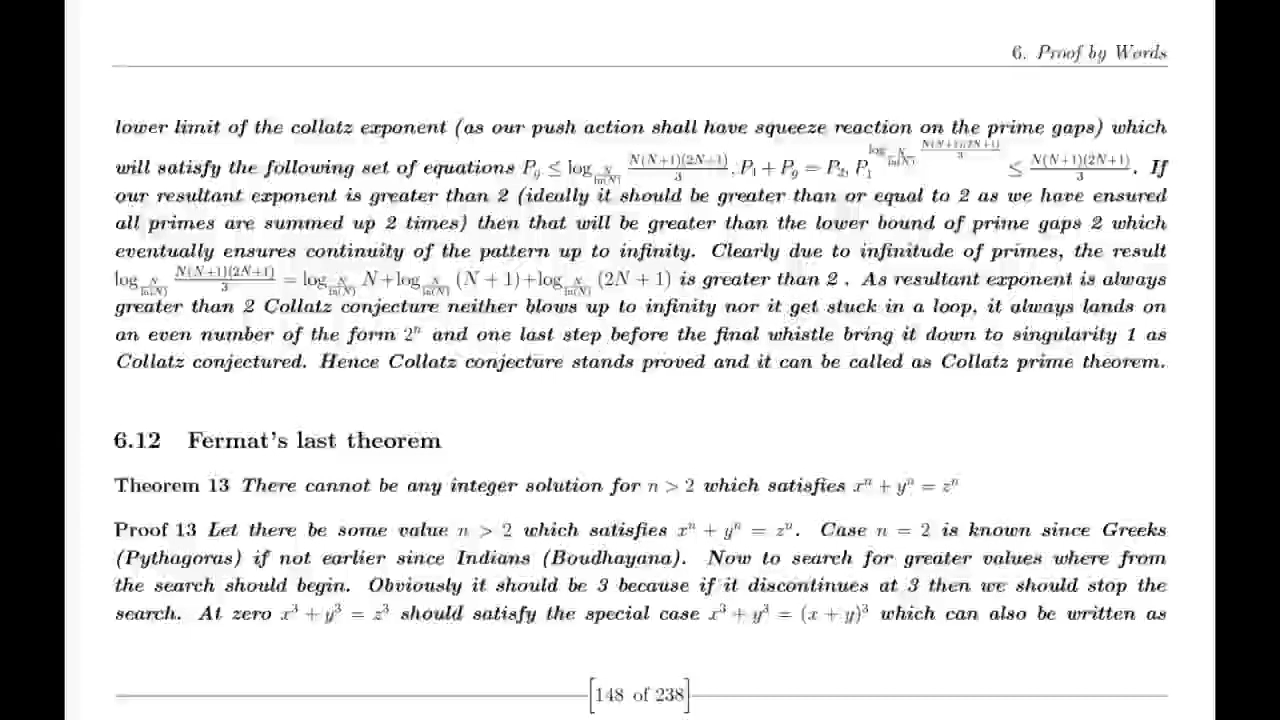 6. Proof by Words
lower limit of the collatz exponent (as our push action shall have squeeze reaction on the prime gaps) which
will satisfy the following set of equations P_g ≤ log_{N/ln(N)} N(N+1)(2N+1)/3, P_1 + P_g = P_2, P_1^{log_{N/ln(N)} N(N+1)(2N+1)/3} ≤ N(N+1)(2N+1)/3. If
our resultant exponent is greater than 2 (ideally it should be greater than or equal to 2 as we have ensured
all primes are summed up 2 times) then that will be greater than the lower bound of prime gaps 2 which
eventually ensures continuity of the pattern up to infinity. Clearly due to infinitude of primes, the result
log_{N/ln(N)} N(N+1)(2N+1)/3 = log_{N/ln(N)} N+log_{N/ln(N)} (N + 1)+log_{N/ln(N)} (2N + 1) is greater than 2 . As resultant exponent is always
greater than 2 Collatz conjecture neither blows up to infinity nor it get stuck in a loop, it always lands on
an even number of the form 2^n and one last step before the final whistle bring it down to singularity 1 as
Collatz conjectured. Hence Collatz conjecture stands proved and it can be called as Collatz prime theorem.
6.12 Fermat's last theorem
Theorem 13 There cannot be any integer solution for n > 2 which satisfies x^n + y^n = z^n
Proof 13 Let there be some value n > 2 which satisfies x^n + y^n = z^n. Case n = 2 is known since Greeks
(Pythagoras) if not earlier since Indians (Boudhayana). Now to search for greater values where from
the search should begin. Obviously it should be 3 because if it discontinues at 3 then we should stop the
search. At zero x^3 + y^3 = z^3 should satisfy the special case x^3 + y^3 = (x + y)^3 which can also be written as
[148 of 238]